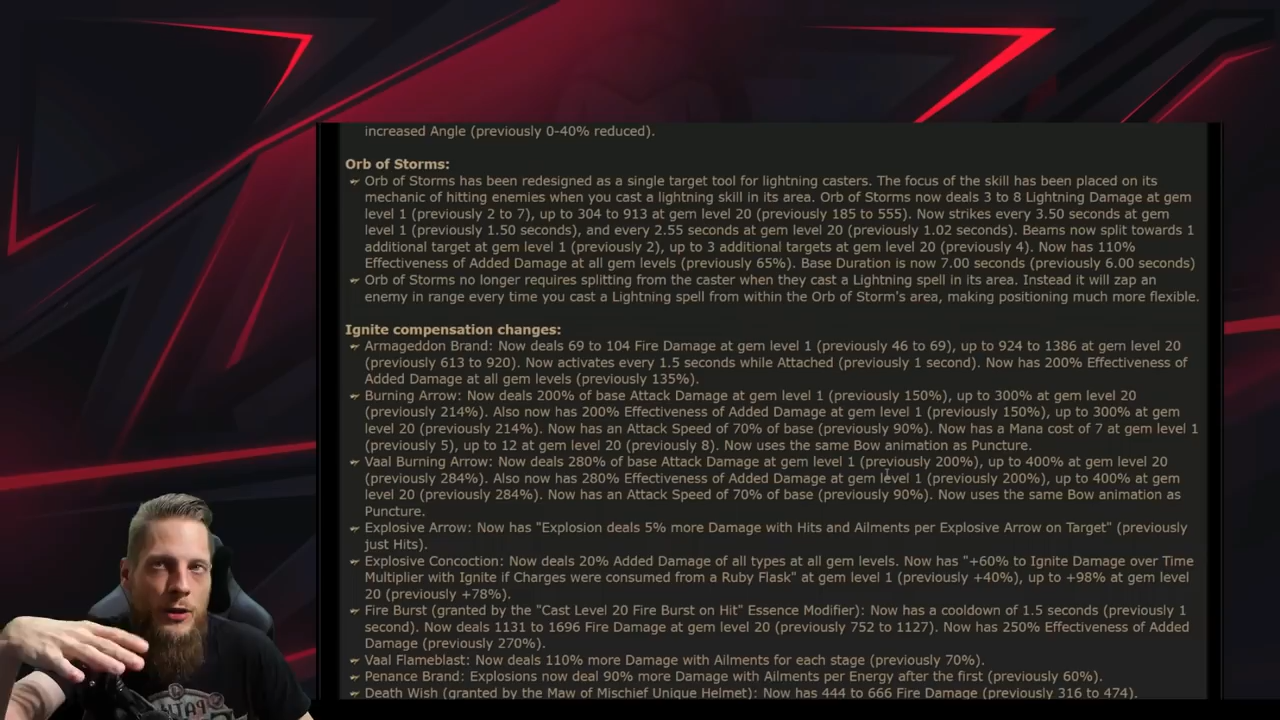 increased Angle (previously 0-40% reduced).
Orb of Storms:
Orb of Storms has been redesigned as a single target tool for lightning casters. The focus of the skill has been placed on its
mechanic of hitting enemies when you cast a lightning skill in its area. Orb of Storms now deals 3 to 8 Lightning Damage at gem
level 1 (previously 2 to 7), up to 304 to 913 at gem level 20 (previously 185 to 555). Now strikes every 3.50 seconds at gem
level 1 (previously 1.50 seconds), and every 2.55 seconds at gem level 20 (previously 1.02 seconds). Beams now split towards 1
additional target at gem level 1 (previously 2), up to 3 additional targets at gem level 20 (previously 4). Now has 110%
Effectiveness of Added Damage at all gem levels (previously 65%). Base Duration is now 7.00 seconds (previously 6.00 seconds)
Orb of Storms no longer requires splitting from the caster when they cast a Lightning spell in its area. Instead it will zap an
enemy in range every time you cast a Lightning spell from within the Orb of Storm's area, making positioning much more flexible.
Ignite compensation changes:
Armageddon Brand: Now deals 69 to 104 Fire Damage at gem level 1 (previously 46 to 69), up to 924 to 1386 at gem level 20
(previously 613 to 920). Now activates every 1.5 seconds while Attached (previously 1 second). Now has 200% Effectiveness of
Added Damage at all gem levels (previously 135%).
Burning Arrow: Now deals 200% of base Attack Damage at gem level 1 (previously 150%), up to 300% at gem level 20
(previously 214%). Also now has 200% Effectiveness of Added Damage at gem level 1 (previously 150%), up to 300% at gem
level 20 (previously 214%). Now has an Attack Speed of 70% of base (previously 90%). Now has a Mana cost of 7 at gem level 1
(previously 5), up to 12 at gem level 20 (previously 8). Now uses the same Bow animation as Puncture.
Vaal Burning Arrow: Now deals 280% of base Attack Damage at gem level 1 (previously 200%), up to 400% at gem level 20
(previously 284%). Also now has 280% Effectiveness of Added Damage at gem level 1 (previously 200%), up to 400% at gem
level 20 (previously 284%). Now has an Attack Speed of 70% of base (previously 90%). Now uses the same Bow animation as
Puncture.
Explosive Arrow: Now has "Explosion deals 5% more Damage with Hits and Ailments per Explosive Arrow on Target" (previously
just Hits).
Explosive Concoction: Now deals 20% Added Damage of all types at all gem levels. Now has "+60% to Ignite Damage over Time
Multiplier with Ignite if Charges were consumed from a Ruby Flask" at gem level 1 (previously +40%), up to +98% at gem level
20 (previously +78%).
Fire Burst (granted by the "Cast Level 20 Fire Burst on Hit" Essence Modifier): Now has a cooldown of 1.5 seconds (previously 1
second). Now deals 1131 to 1696 Fire Damage at gem level 20 (previously 752 to 1127). Now has 250% Effectiveness of Added
Damage (previously 270%).
Vaal Flameblast: Now deals 110% more Damage with Ailments for each stage (previously 70%).
Penance Brand: Explosions now deal 90% more Damage with Ailments per Energy after the first (previously 60%).
Death Wish (granted by the Maw of Mischief Unique Helmet): Now has 444 to 666 Fire Damage (previously 316 to 474).